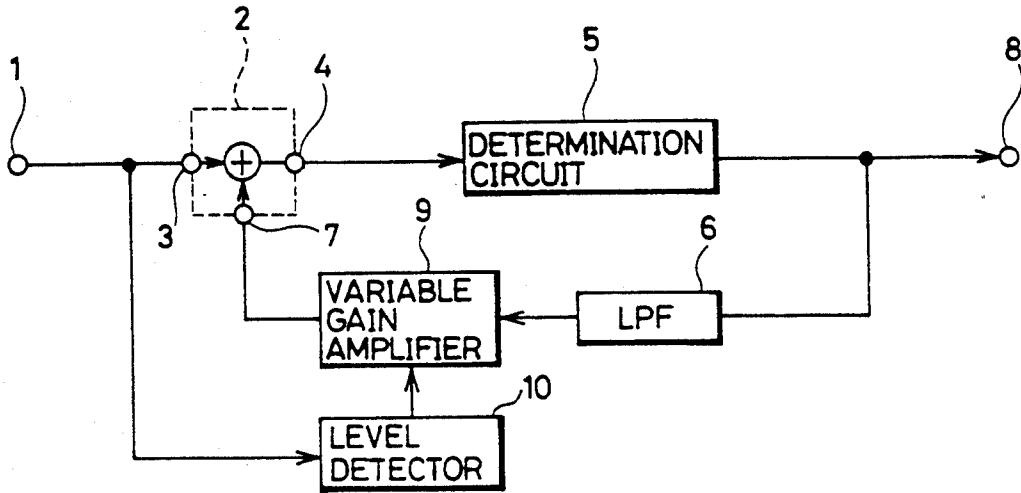 2
1
4
5
8
DETERMINATION
CIRCUIT
3
7
9
6
VARIABLE
GAIN
AMPLIFIER
LPF
10
LEVEL
DETECTOR